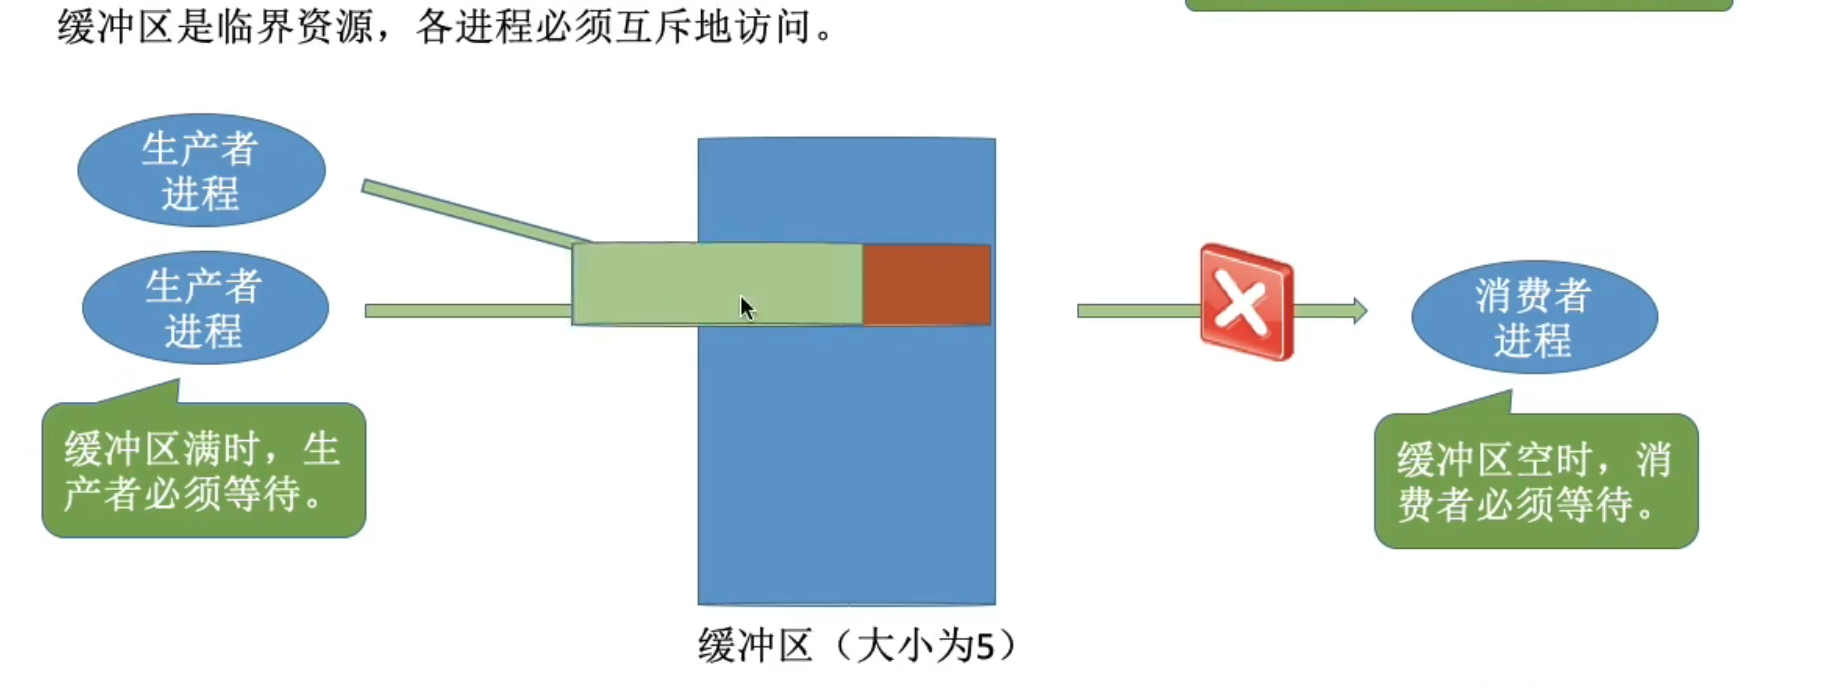 缓冲区是临界资源，各进程必须互斥地访问。
生产者
进程
生产者
进程
消费者
进程
缓冲区满时，生
产者必须等待。
缓冲区空时，消
费者必须等待。
缓冲区（大小为5）